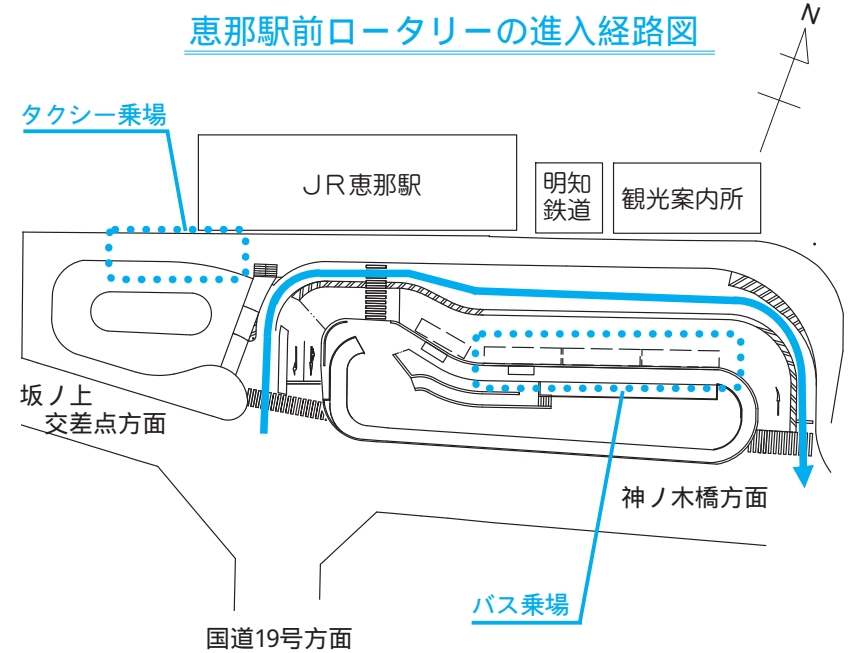 恵那駅前ロータリーの進入経路図
N
タクシー乗場
ＪＲ恵那駅
明知
鉄道
観光案内所
坂ノ上
交差点方面
神ノ木橋方面
バス乗場
国道19号方面